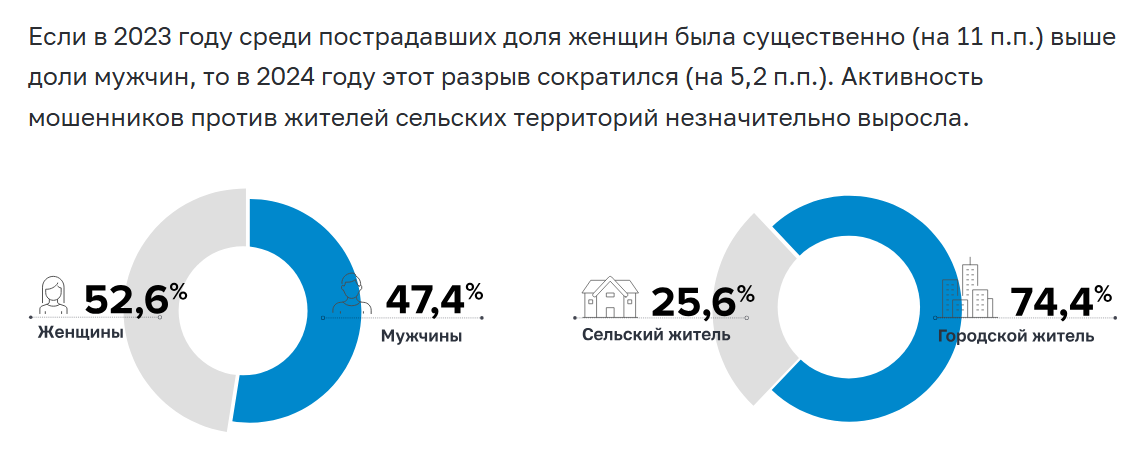 Если в 2023 году среди пострадавших доля женщин была существенно (на 11 п.п.) выше
доли мужчин, то в 2024 году этот разрыв сократился (на 5,2 п.п.). Активность
мошенников против жителей сельских территорий незначительно выросла.
52,6%
Женщины
47,4%
Мужчины
25,6%
Сельский житель
74,4%
Городской житель